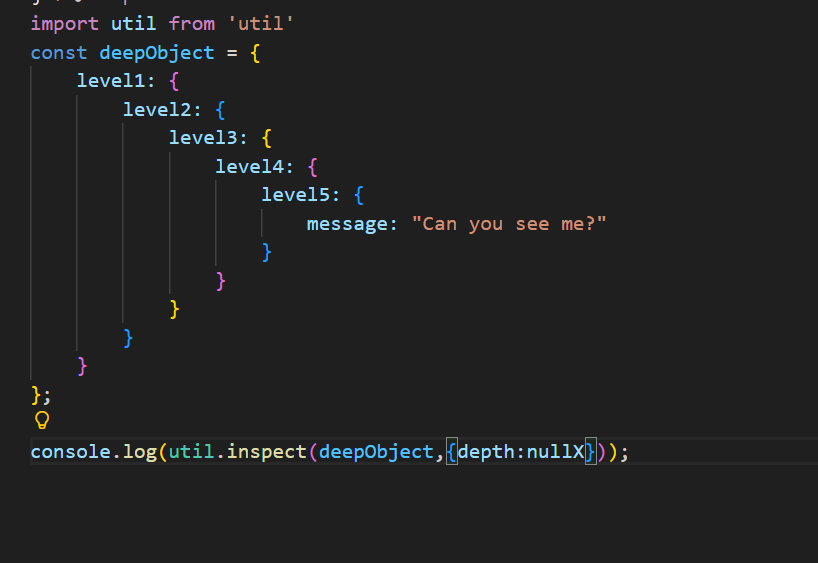 import util from 'util'
const deepObject = {
    level1: {
        level2: {
            level3: {
                level4: {
                    level5: {
                        message: "Can you see me?"
                    }
                }
            }
        }
    }
};
console.log(util.inspect(deepObject,{depth:nullX}));